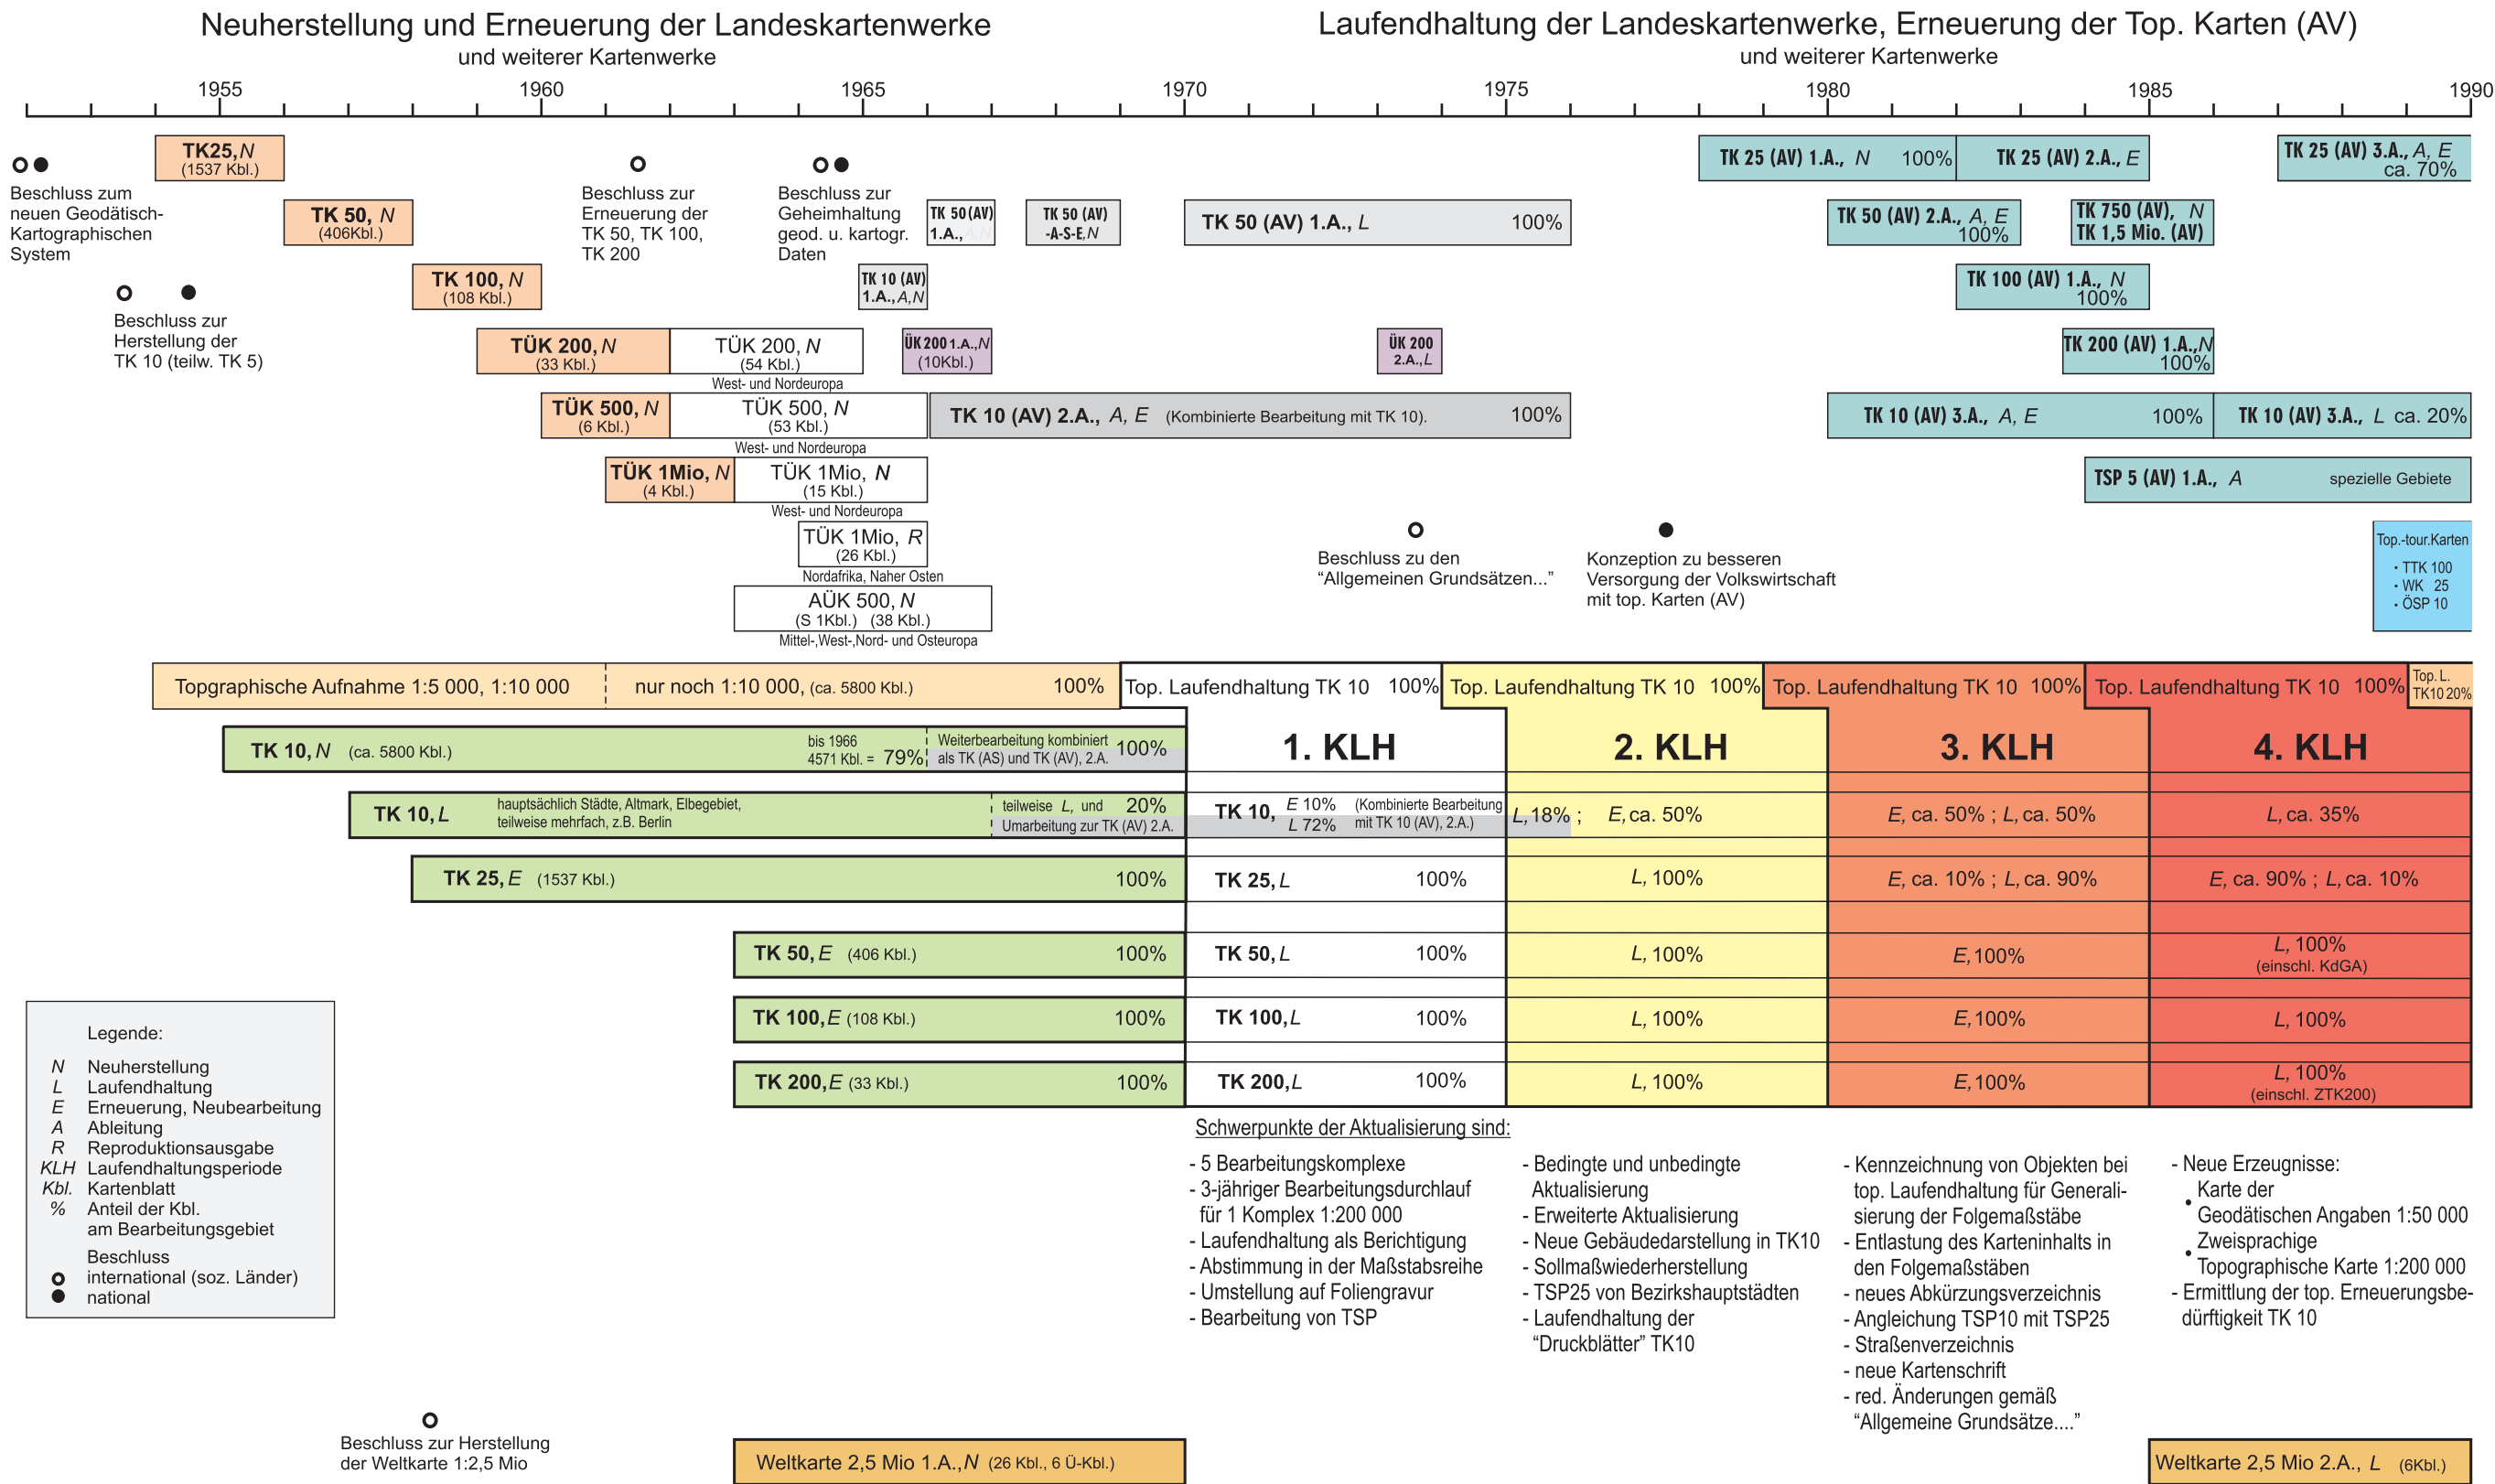 Neuherstellung und Erneuerung der Landeskartenwerke
und weiterer Kartenwerke
Laufendhaltung der Landeskartenwerke, Erneuerung der Top. Karten (AV)
und weiterer Kartenwerke
1955 1960 1965 1970 1975 1980 1985 1990
TK25, N
(1537 Kbl.)
TK 25 (AV) 1.A., N 100%
TK 25 (AV) 2.A., E
TK 25 (AV) 3.A., A, E
ca. 70%
Beschluss zum
neuen Geodätisch-
Kartographischen
System
TK 50, N
(406Kbl.)
Beschluss zur
Erneuerung der
TK 50, TK 100,
TK 200
Beschluss zur
Geheimhaltung
geod. u. kartogr.
Daten
TK 50 (AV)
1.A., A,N
TK 50 (AV)
-A-S-E, N
TK 50 (AV) 1.A., L 100%
TK 50 (AV) 2.A., A, E
100%
TK 750 (AV), N
TK 1,5 Mio. (AV)
TK 100, N
(108 Kbl.)
TK 10 (AV)
1.A., A,N
TK 100 (AV) 1.A., N
100%
Beschluss zur
Herstellung der
TK 10 (teilw. TK 5)
TÜK 200, N
(33 Kbl.)
TÜK 200, N
(54 Kbl.)
West- und Nordeuropa
ÜK 200 1.A., N
(10Kbl.)
ÜK 200
2.A., L
TK 200 (AV) 1.A., N
100%
TÜK 500, N
(6 Kbl.)
TÜK 500, N
(53 Kbl.)
West- und Nordeuropa
TK 10 (AV) 2.A., A, E (Kombinierte Bearbeitung mit TK 10). 100%
TK 10 (AV) 3.A., A, E 100%
TK 10 (AV) 3.A., L ca. 20%
TÜK 1Mio, N
(4 Kbl.)
TÜK 1Mio, N
(15 Kbl.)
West- und Nordeuropa
TSP 5 (AV) 1.A., A spezielle Gebiete
TÜK 1Mio, R
(26 Kbl.)
Nordafrika, Naher Osten
Beschluss zu den
“Allgemeinen Grundsätzen...”
Konzeption zu besseren
Versorgung der Volkswirtschaft
mit top. Karten (AV)
Top.-tour.Karten
• TTK 100
• WK 25
• ÖSP 10
AÜK 500, N
(S 1Kbl.) (38 Kbl.)
Mittel-,West-,Nord- und Osteuropa
Topgraphische Aufnahme 1:5 000, 1:10 000
nur noch 1:10 000, (ca. 5800 Kbl.) 100%
Top. Laufendhaltung TK 10 100%
Top. Laufendhaltung TK 10 100%
Top. Laufendhaltung TK 10 100%
Top. Laufendhaltung TK 10 100%
Top. L.
TK10 20%
TK 10, N (ca. 5800 Kbl.)
bis 1966
4571 Kbl. = 79%
Weiterbearbeitung kombiniert
als TK (AS) und TK (AV), 2.A.
100%
1. KLH
2. KLH
3. KLH
4. KLH
TK 10, L
hauptsächlich Städte, Altmark, Elbegebiet,
teilweise mehrfach, z.B. Berlin
teilweise L, und 20%
Umarbeitung zur TK (AV) 2.A.
TK 10, E 10%
L 72%
(Kombinierte Bearbeitung
mit TK 10 (AV), 2.A.)
L, 18% ; E, ca. 50%
E, ca. 50% ; L, ca. 50%
L, ca. 35%
TK 25, E (1537 Kbl.) 100%
TK 25, L 100%
L, 100%
E, ca. 10% ; L, ca. 90%
E, ca. 90% ; L, ca. 10%
TK 50, E (406 Kbl.) 100%
TK 50, L 100%
L, 100%
E, 100%
L, 100%
(einschl. KdGA)
TK 100, E (108 Kbl.) 100%
TK 100, L 100%
L, 100%
E, 100%
L, 100%
TK 200, E (33 Kbl.) 100%
TK 200, L 100%
L, 100%
E, 100%
L, 100%
(einschl. ZTK200)
Legende:
N Neuherstellung
L Laufendhaltung
E Erneuerung, Neubearbeitung
A Ableitung
R Reproduktionsausgabe
KLH Laufendhaltungsperiode
Kbl. Kartenblatt
% Anteil der Kbl.
am Bearbeitungsgebiet
Beschluss
international (soz. Länder)
national
Schwerpunkte der Aktualisierung sind:
- 5 Bearbeitungskomplexe
- 3-jähriger Bearbeitungsdurchlauf
für 1 Komplex 1:200 000
- Laufendhaltung als Berichtigung
- Abstimmung in der Maßstabsreihe
- Umstellung auf Foliengravur
- Bearbeitung von TSP
- Bedingte und unbedingte
Aktualisierung
- Erweiterte Aktualisierung
- Neue Gebäudedarstellung in TK10
- Sollmaßwiederherstellung
- TSP25 von Bezirkshauptstädten
- Laufendhaltung der
“Druckblätter” TK10
- Kennzeichnung von Objekten bei
top. Laufendhaltung für Generali-
sierung der Folgemaßstäbe
- Entlastung des Karteninhalts in
den Folgemaßstäben
- neues Abkürzungsverzeichnis
- Angleichung TSP10 mit TSP25
- Straßenverzeichnis
- neue Kartenschrift
- red. Änderungen gemäß
“Allgemeine Grundsätze....”
- Neue Erzeugnisse:
• Karte der
Geodätischen Angaben 1:50 000
• Zweisprachige
Topographische Karte 1:200 000
- Ermittlung der top. Erneuerungsbe-
dürftigkeit TK 10
Beschluss zur Herstellung
der Weltkarte 1:2,5 Mio
Weltkarte 2,5 Mio 1.A., N (26 Kbl., 6 Ü-Kbl.)
Weltkarte 2,5 Mio 2.A., L (6Kbl.)